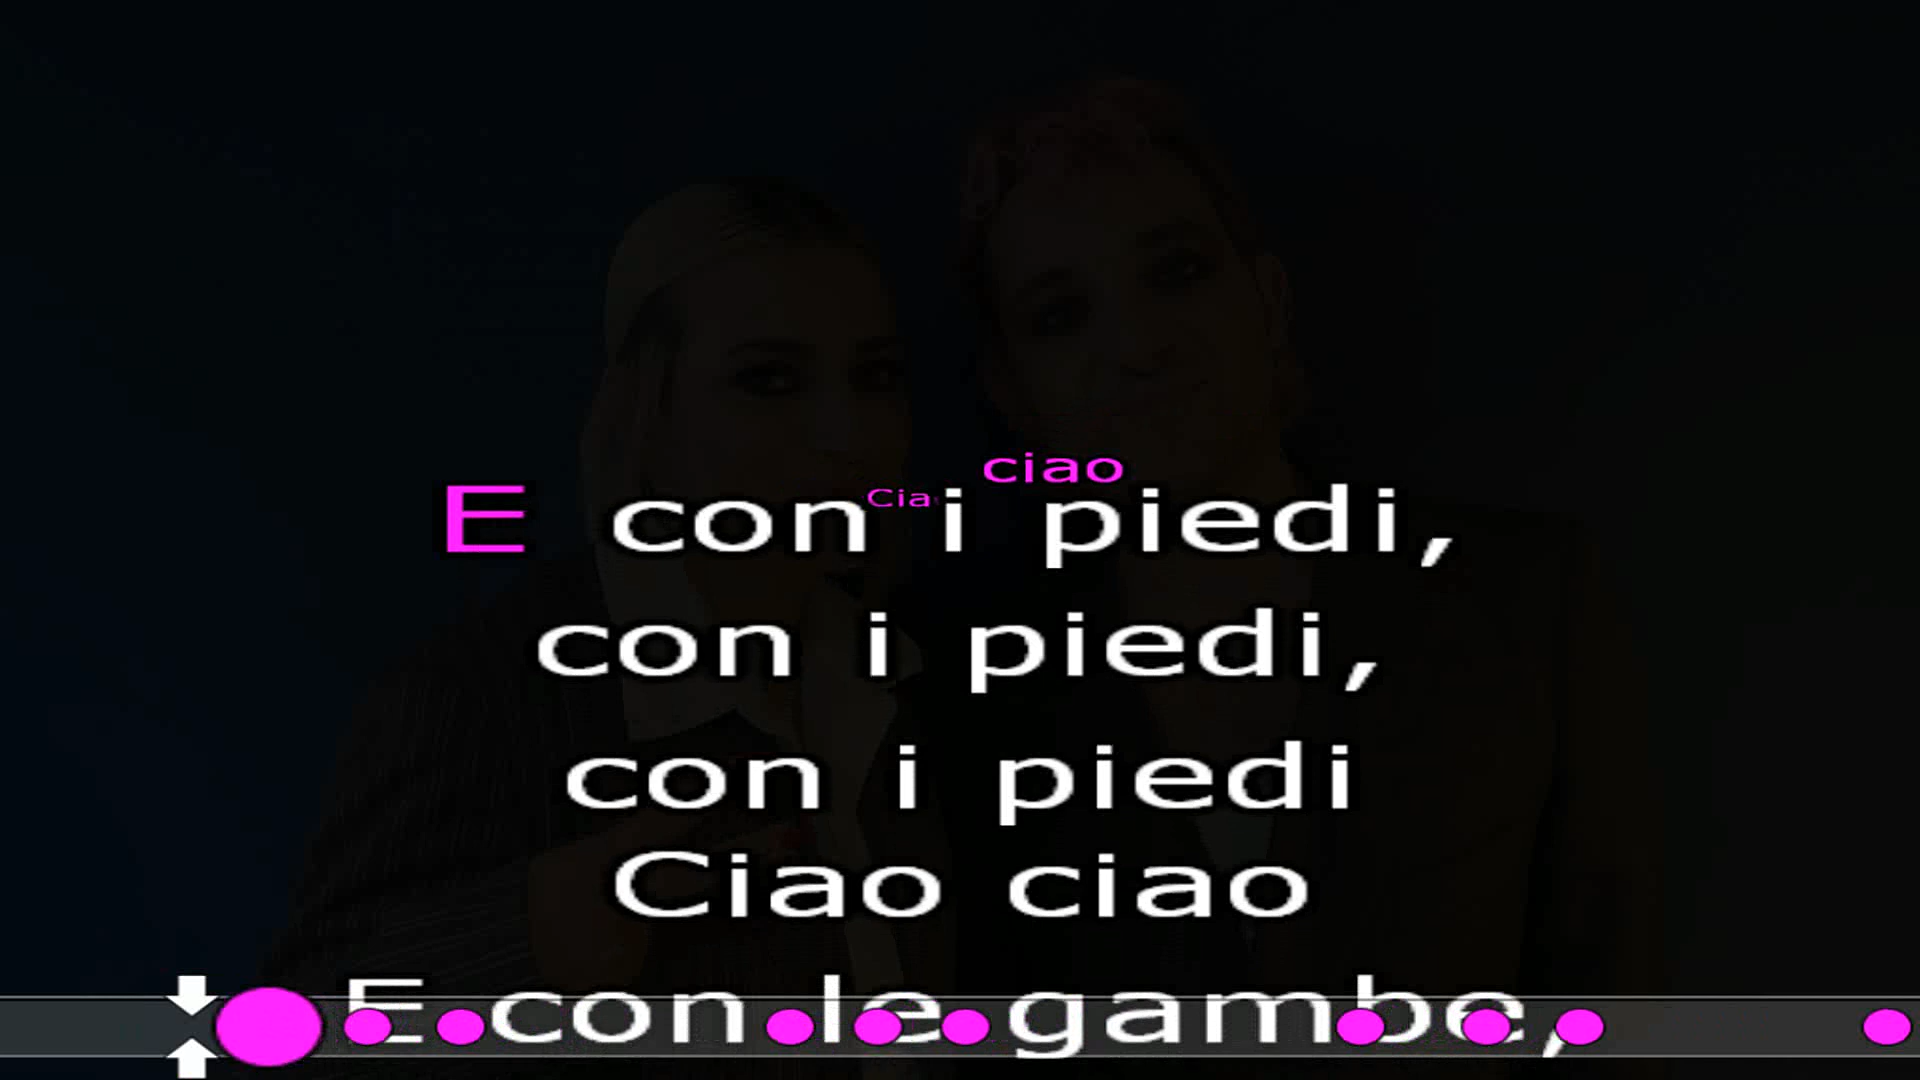 ciao
Cia
E con i piedi,
con i piedi,
con i piedi
Ciao ciao
E con le gambe,